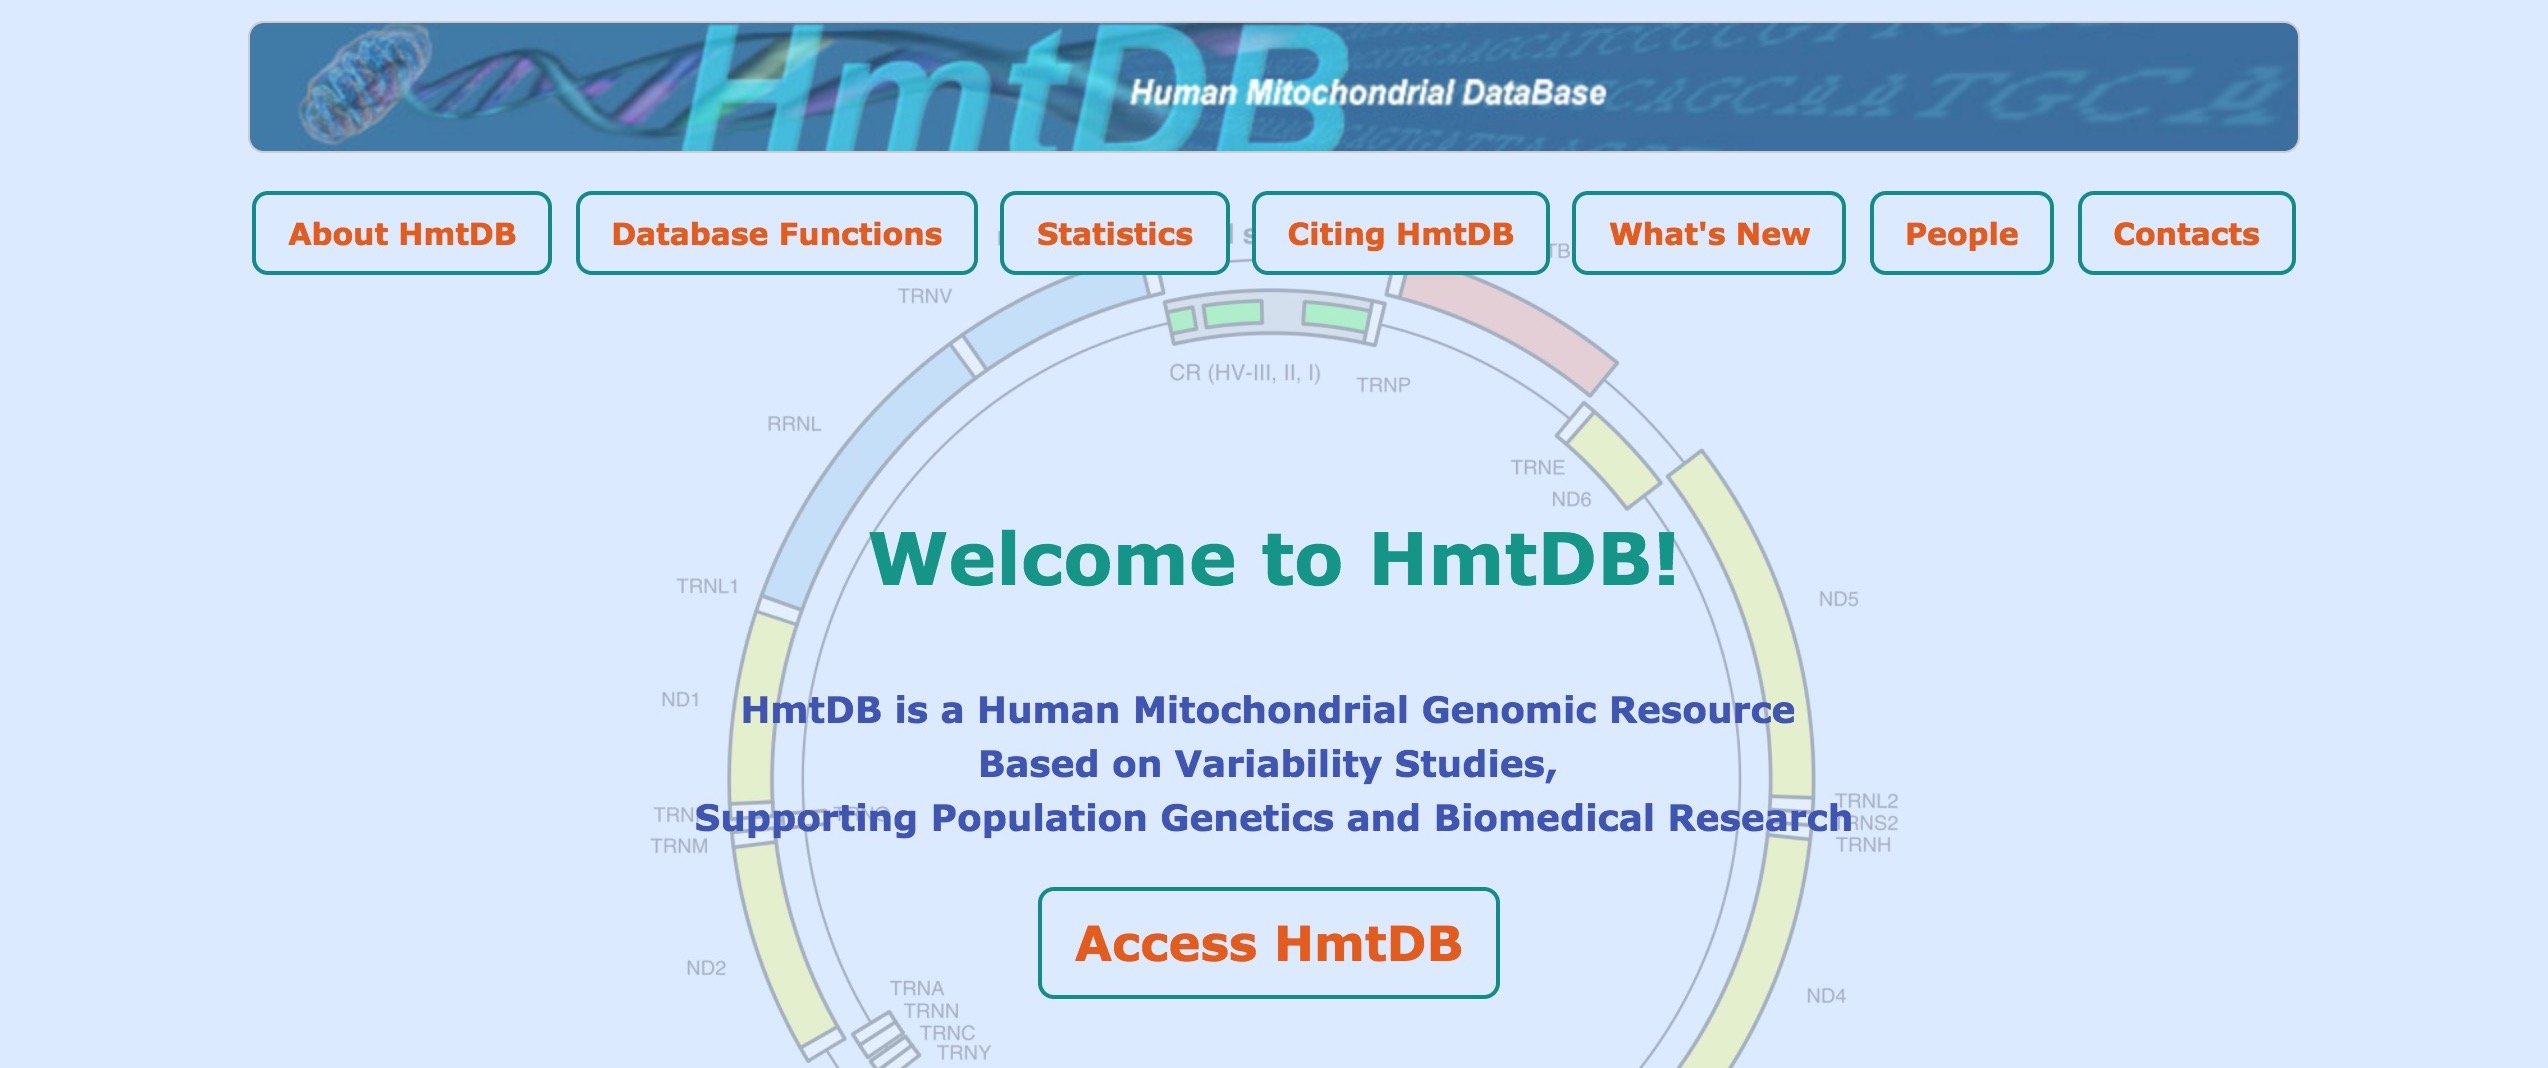 HmtDB
Human Mitochondrial DataBase
About HmtDB
Database Functions
Statistics
Citing HmtDB
What's New
People
Contacts
TRNV
CR (HV-III, II, I)
TRNP
RRNL
TRNE
ND6
Welcome to HmtDB!
TRNL1
ND5
ND1
HmtDB is a Human Mitochondrial Genomic Resource
Based on Variability Studies,
Supporting Population Genetics and Biomedical Research
TRNL2
TRNM
TRNH
Access HmtDB
ND2
TRNA
ND4
TRNN
TRNC
TRNY